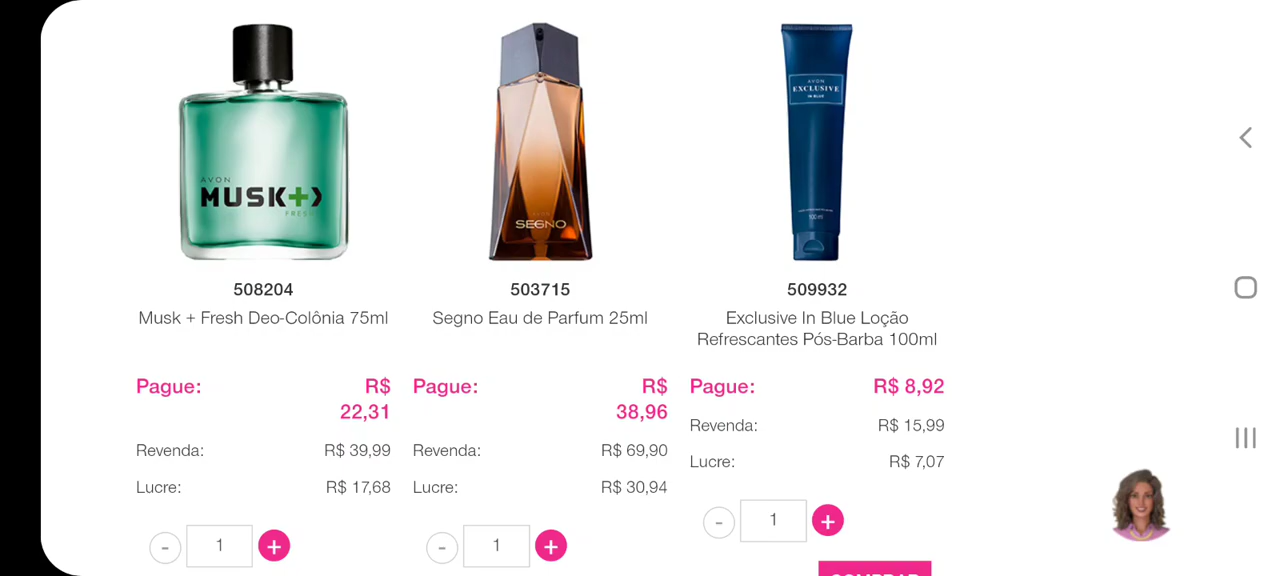 AVON
MUSK+
FRESH
SEGNO
AVON
EXCLUSIVE
IN BLUE
100ml
508204
Musk + Fresh Deo-Colônia 75ml
Pague: R$
22,31
Revenda: R$ 39,99
Lucre: R$ 17,68
- 1 +
503715
Segno Eau de Parfum 25ml
Pague: R$
38,96
Revenda: R$ 69,90
Lucre: R$ 30,94
- 1 +
509932
Exclusive In Blue Loção
Refrescantes Pós-Barba 100ml
Pague: R$ 8,92
Revenda: R$ 15,99
Lucre: R$ 7,07
- 1 +
COMPRAR